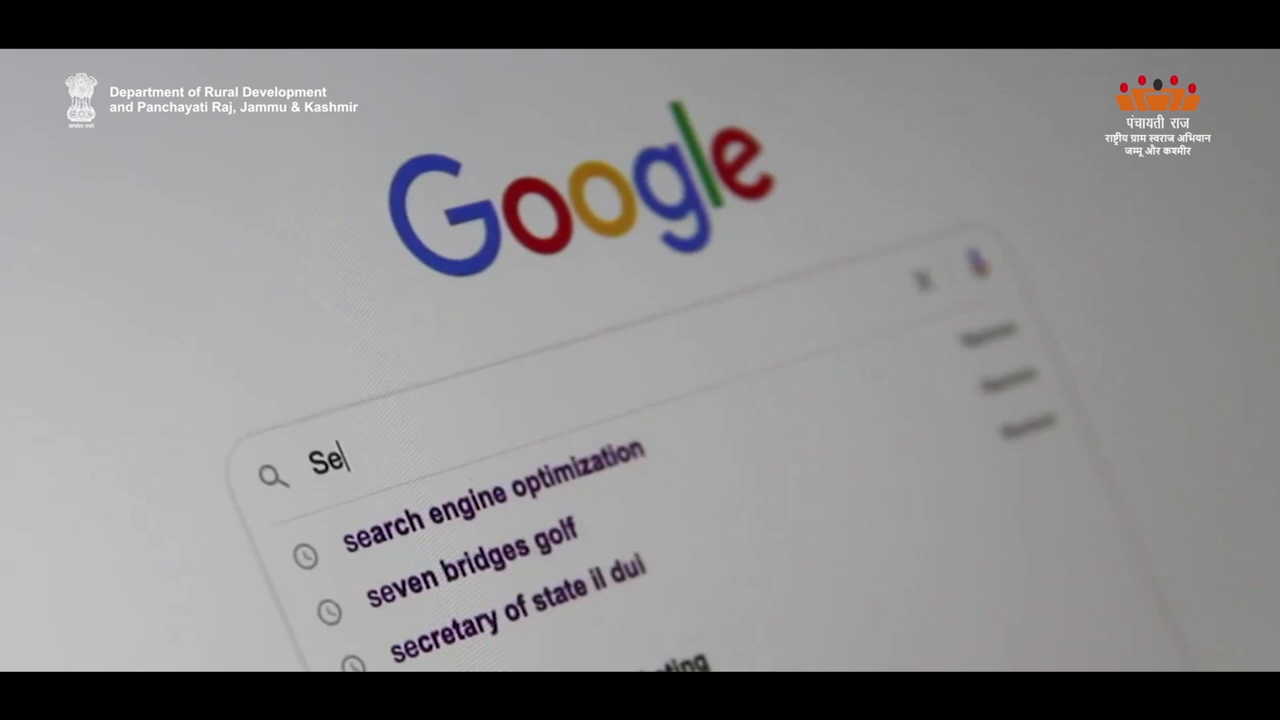 Department of Rural Development
and Panchayati Raj, Jammu & Kashmir
पंचायती राज
राष्ट्रीय ग्राम स्वराज अभियान
जम्मू और कश्मीर
Google
Se
search engine optimization
seven bridges golf
secretary of state il dui